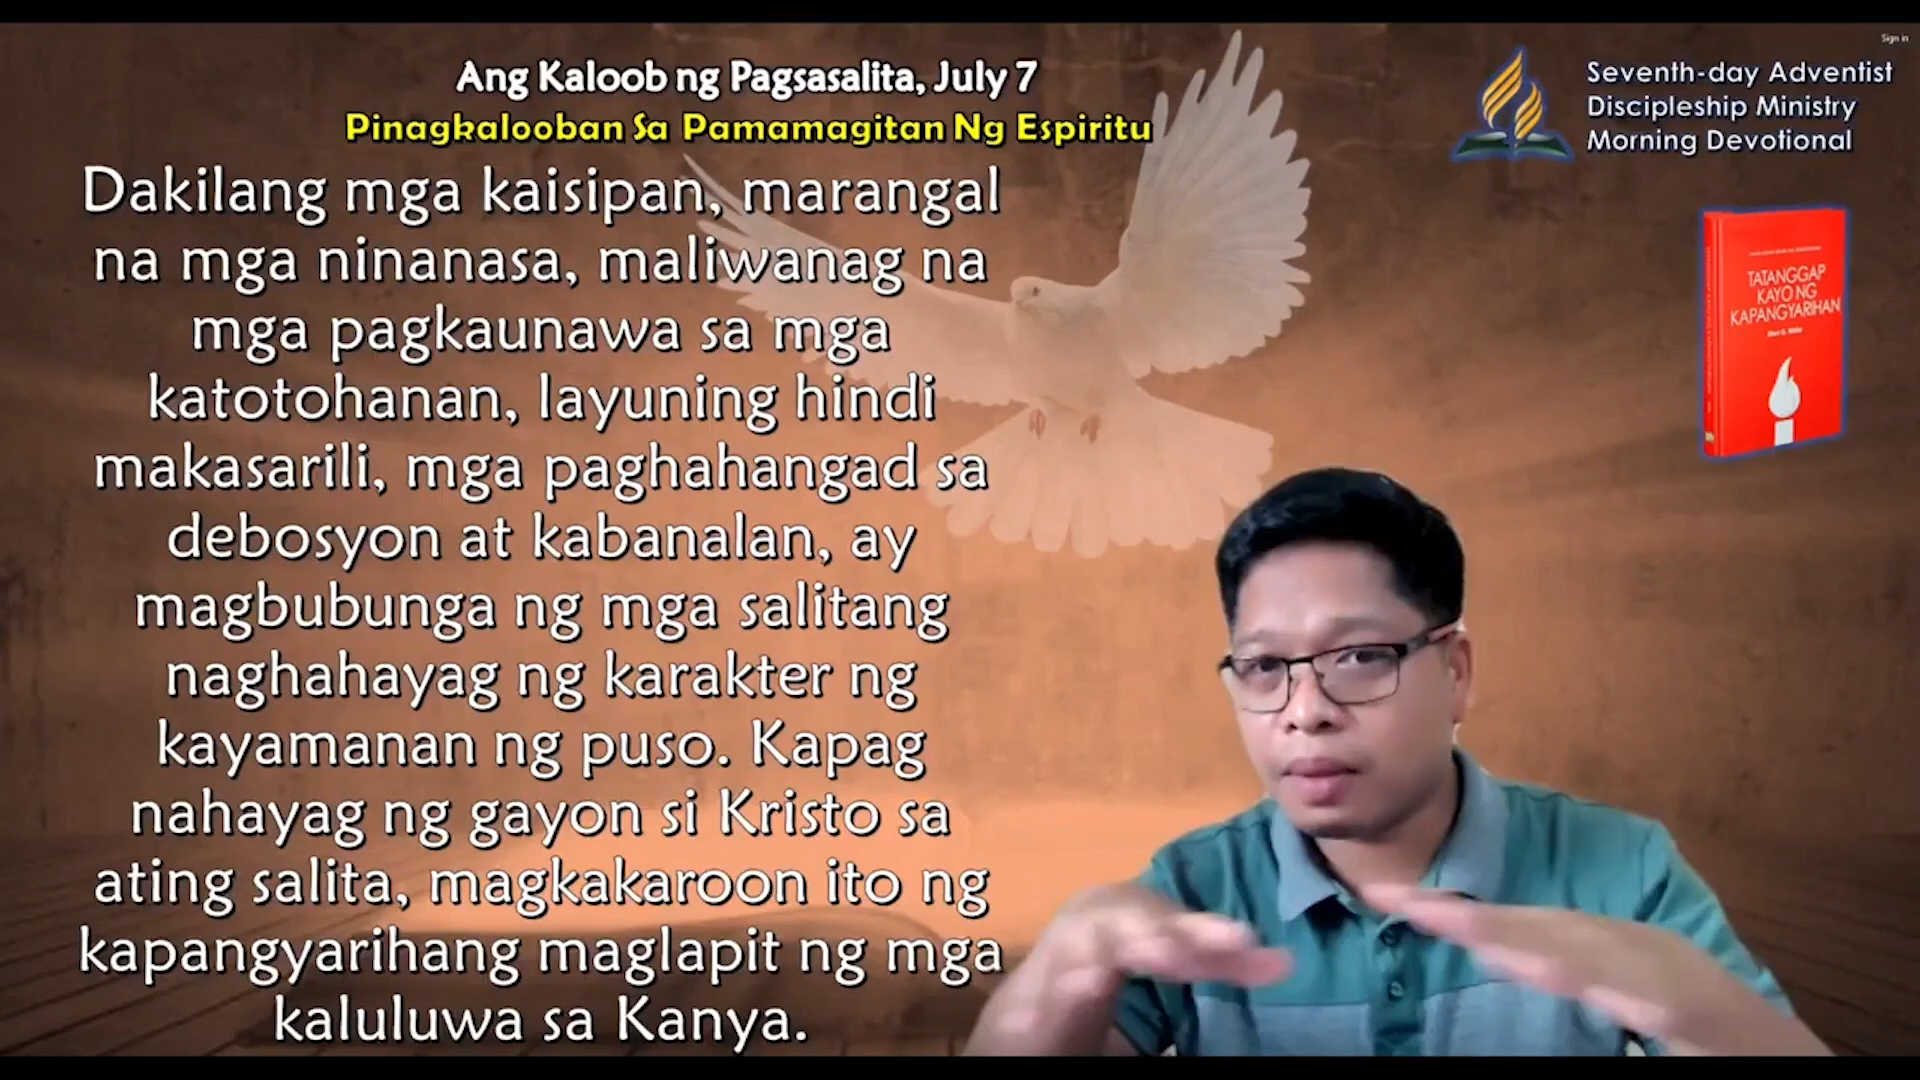 Sign in
Ang Kaloob ng Pagsasalita, July 7
Pinagkalooban Sa Pamamagitan Ng Espiritu
Seventh-day Adventist
Discipleship Ministry
Morning Devotional
Dakilang mga kaisipan, marangal
na mga ninanasa, maliwanag na
mga pagkaunawa sa mga
katotohanan, layuning hindi
makasarili, mga paghahangad sa
debosyon at kabanalan, ay
magbubunga ng mga salitang
naghahayag ng karakter ng
kayamanan ng puso. Kapag
nahayag ng gayon si Kristo sa
ating salita, magkakaroon ito ng
kapangyarihang maglapit ng mga
kaluluwa sa Kanya.
TATANGGAP
KAYO NG
KAPANGYARIHAN
Ellen G. White